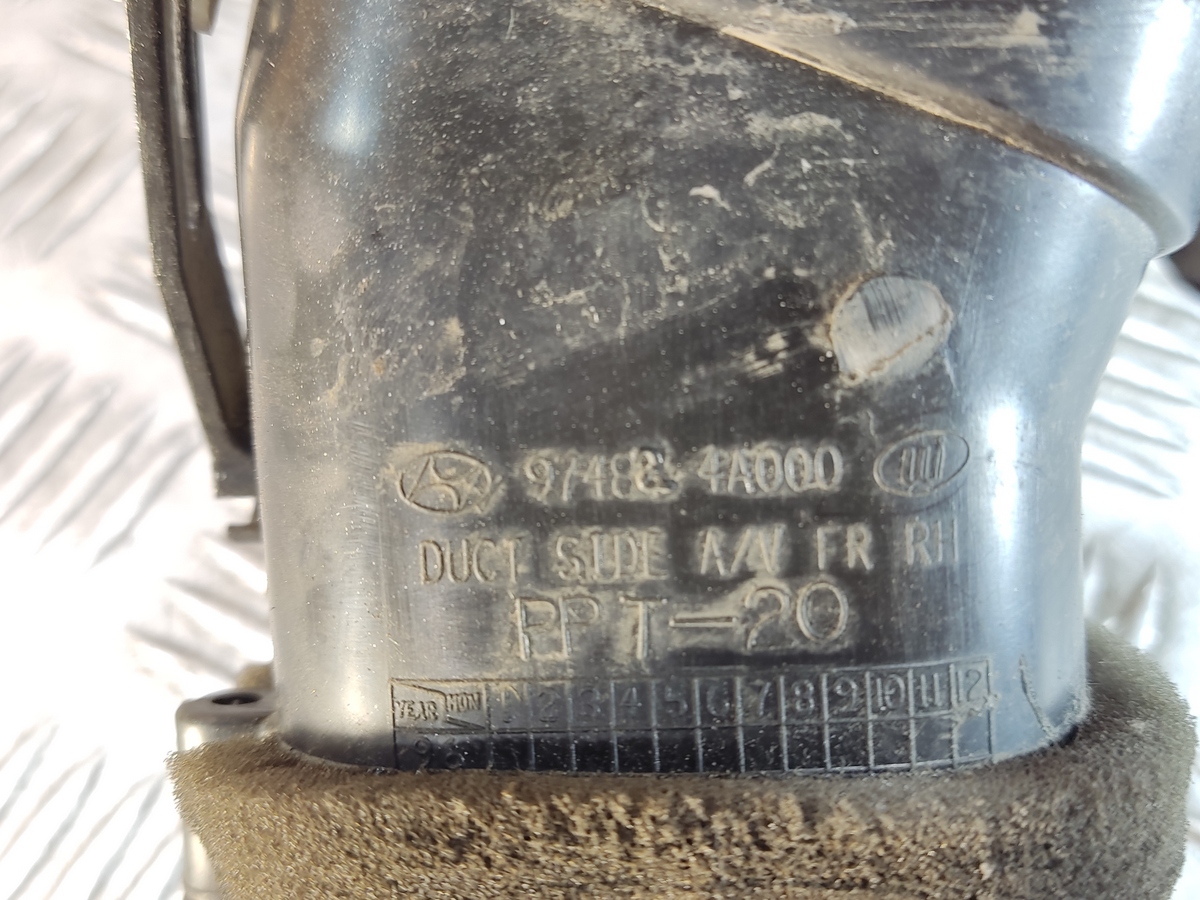 97482-4A000
DUCT SIDE A/V FR RH
PPT-20
YEAR MON 1 2 3 4 5 6 7 8 9 10 11 12
96